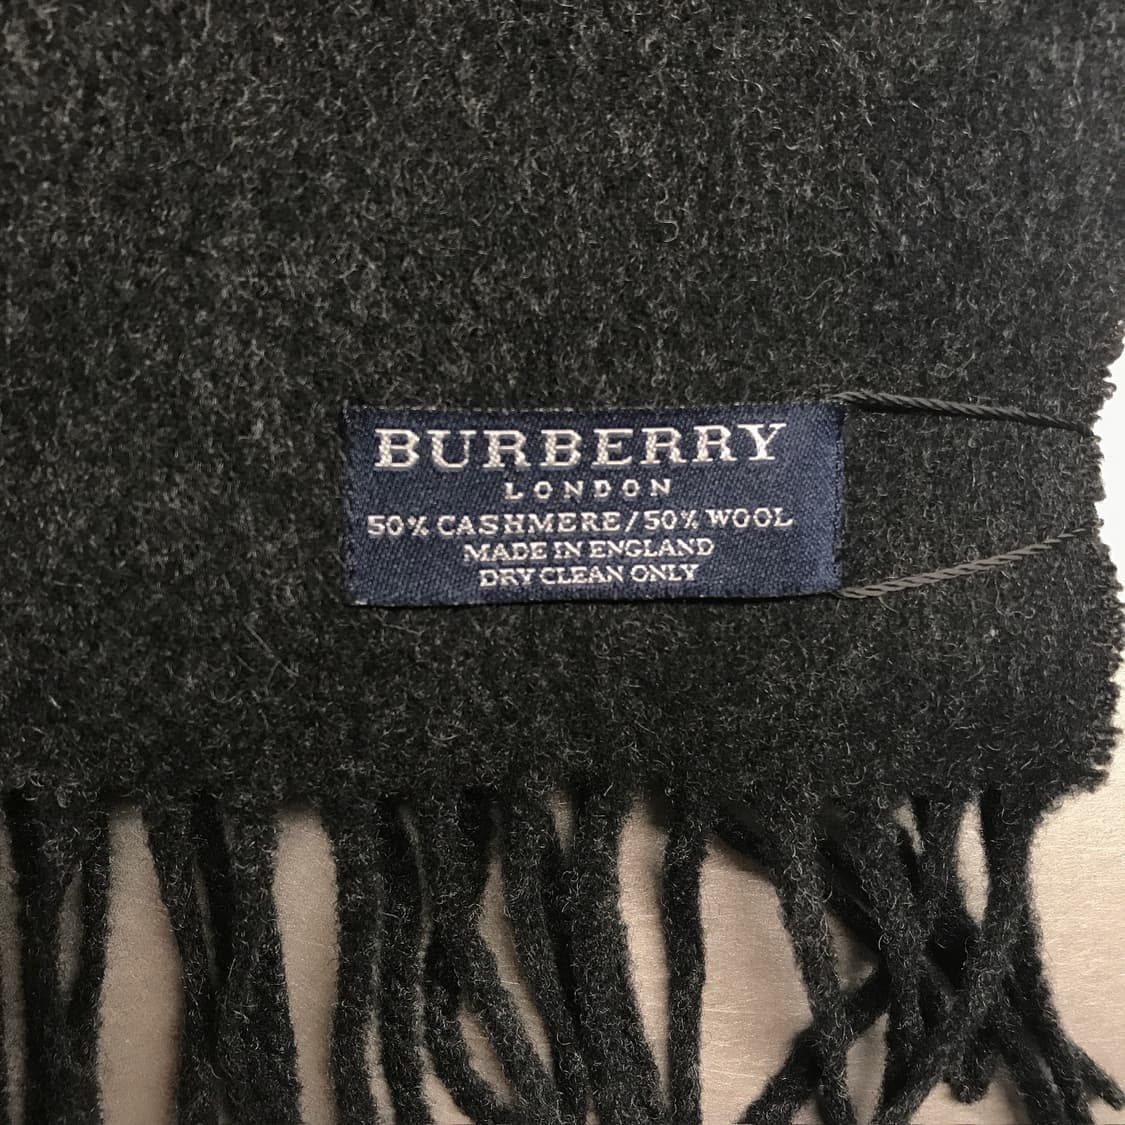 BURBERRY
LONDON
50% CASHMERE/50% WOOL
MADE IN ENGLAND
DRY CLEAN ONLY